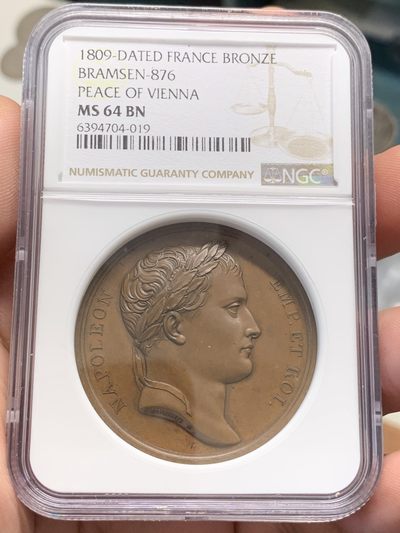 1809-DATED FRANCE BRONZE
BRAMSEN-876
PEACE OF VIENNA
MS 64 BN
6394704-019
NUMISMATIC GUARANTY COMPANY
NGC
NAPOLEON
EMP. ET ROI.